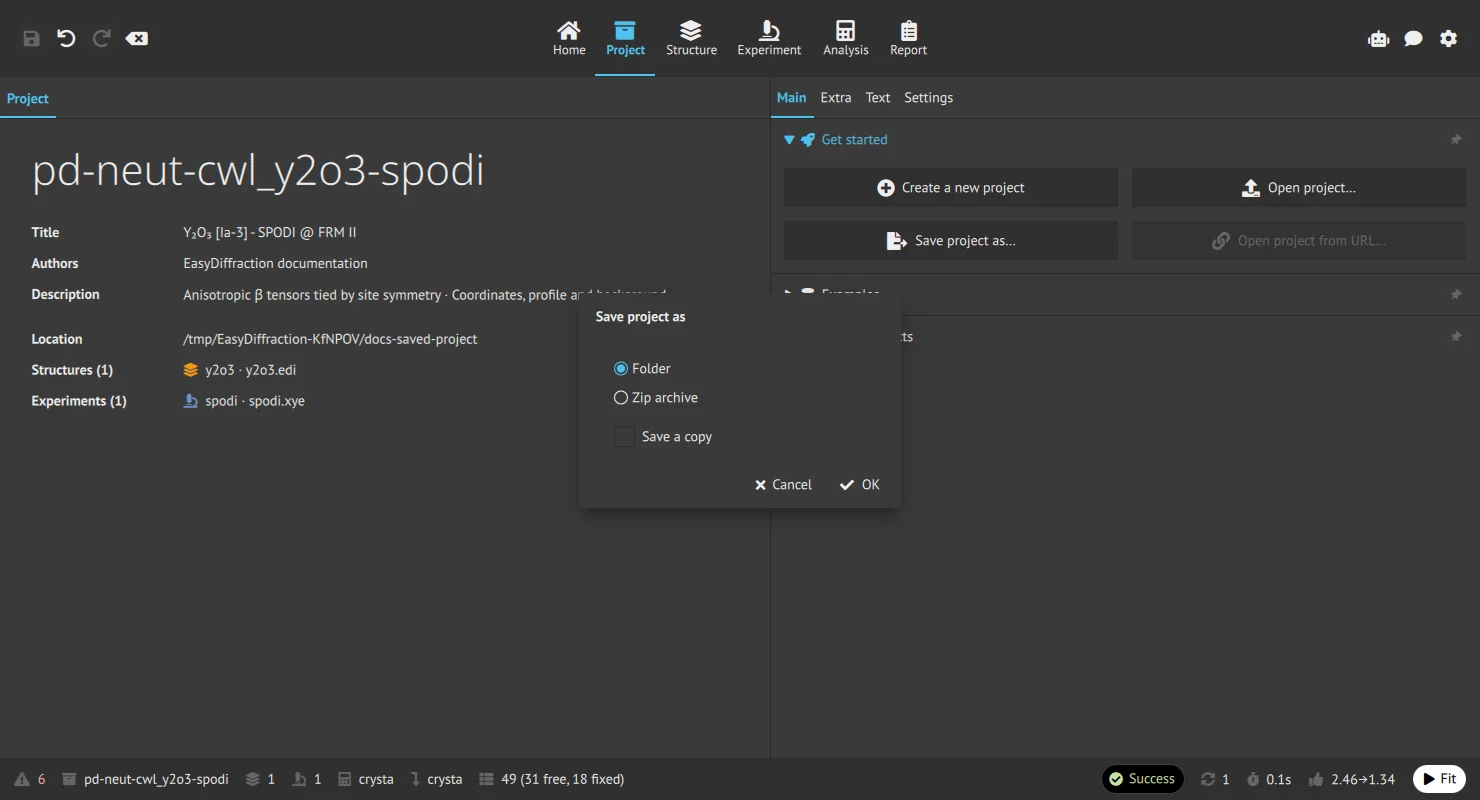 Home
Project
Structure
Experiment
Analysis
Report
Project
Main
Extra
Text
Settings
pd-neut-cwl_y2o3-spodi
Title
Y₂O₃ [Ia-3] - SPODI @ FRM II
Authors
EasyDiffraction documentation
Description
Anisotropic β tensors tied by site symmetry · Coordinates, profile and background
Location
/tmp/EasyDiffraction-KfNPOV/docs-saved-project
Structures (1)
y2o3 · y2o3.edi
Experiments (1)
spodi · spodi.xye
Get started
Create a new project
Open project...
Save project as...
Open project from URL...
Examples
cts
Save project as
Folder
Zip archive
Save a copy
Cancel
OK
6
pd-neut-cwl_y2o3-spodi
1
1
crysta
crysta
49 (31 free, 18 fixed)
Success
1
0.1s
2.46→1.34
Fit